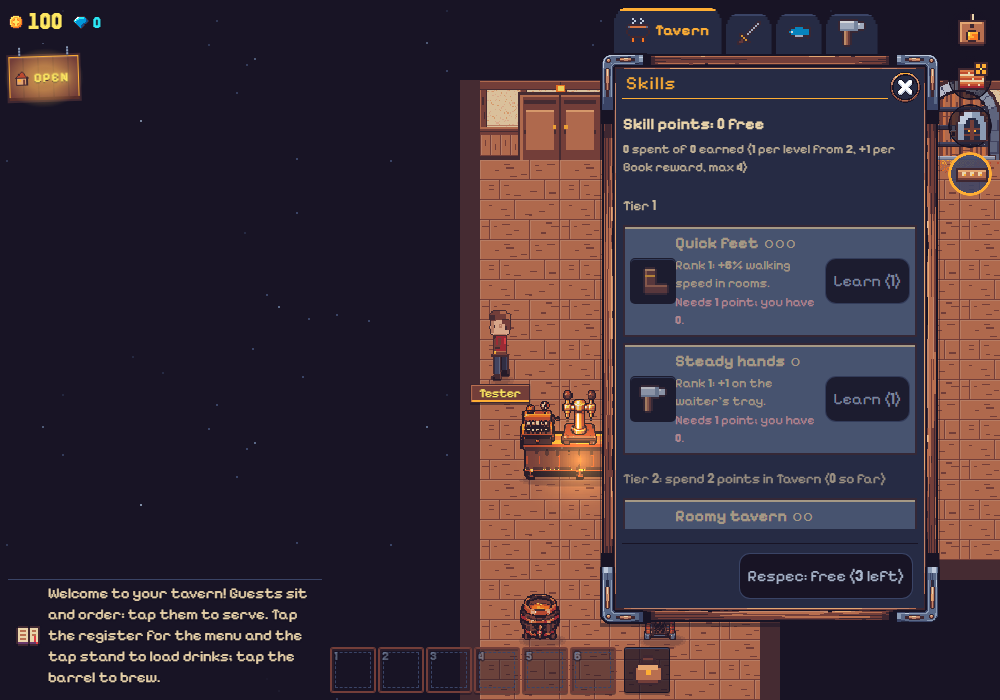 100 0
OPEN
Tavern
Skills
Skill points: 0 free
0 spent of 0 earned (1 per level from 2, +1 per
Book reward, max 4)
Tier 1
Quick feet
Rank 1: +6% walking
speed in rooms.
Needs 1 point: you have
0.
Learn (1)
Steady hands
Rank 1: +1 on the
waiter's tray.
Needs 1 point: you have
0.
Learn (1)
Tier 2: spend 2 points in Tavern (0 so far)
Roomy tavern
Respec: free (3 left)
Tester
Welcome to your tavern! Guests sit
and order: tap them to serve. Tap
the register for the menu and the
tap stand to load drinks; tap the
barrel to brew.
1 2 3 4 5 6